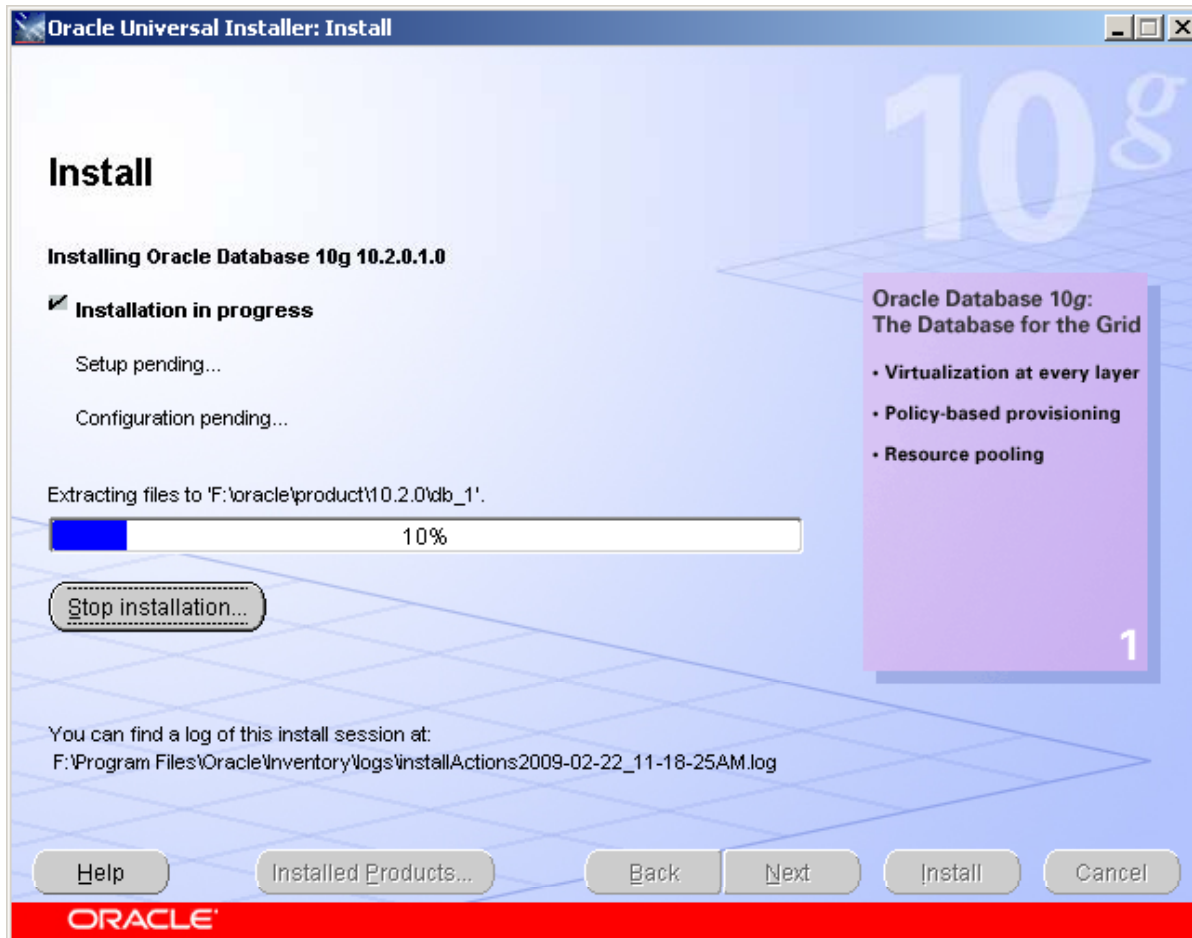 Oracle Universal Installer: Install
10g
Install
Installing Oracle Database 10g 10.2.0.1.0
Installation in progress
Setup pending...
Configuration pending...
Extracting files to 'F:\oracle\product\10.2.0\db_1'.
10%
Stop installation...
Oracle Database 10g:
The Database for the Grid
• Virtualization at every layer
• Policy-based provisioning
• Resource pooling
1
You can find a log of this install session at:
F:\Program Files\Oracle\Inventory\logs\installActions2009-02-22_11-18-25AM.log
Help
Installed Products...
Back
Next
Install
Cancel
ORACLE